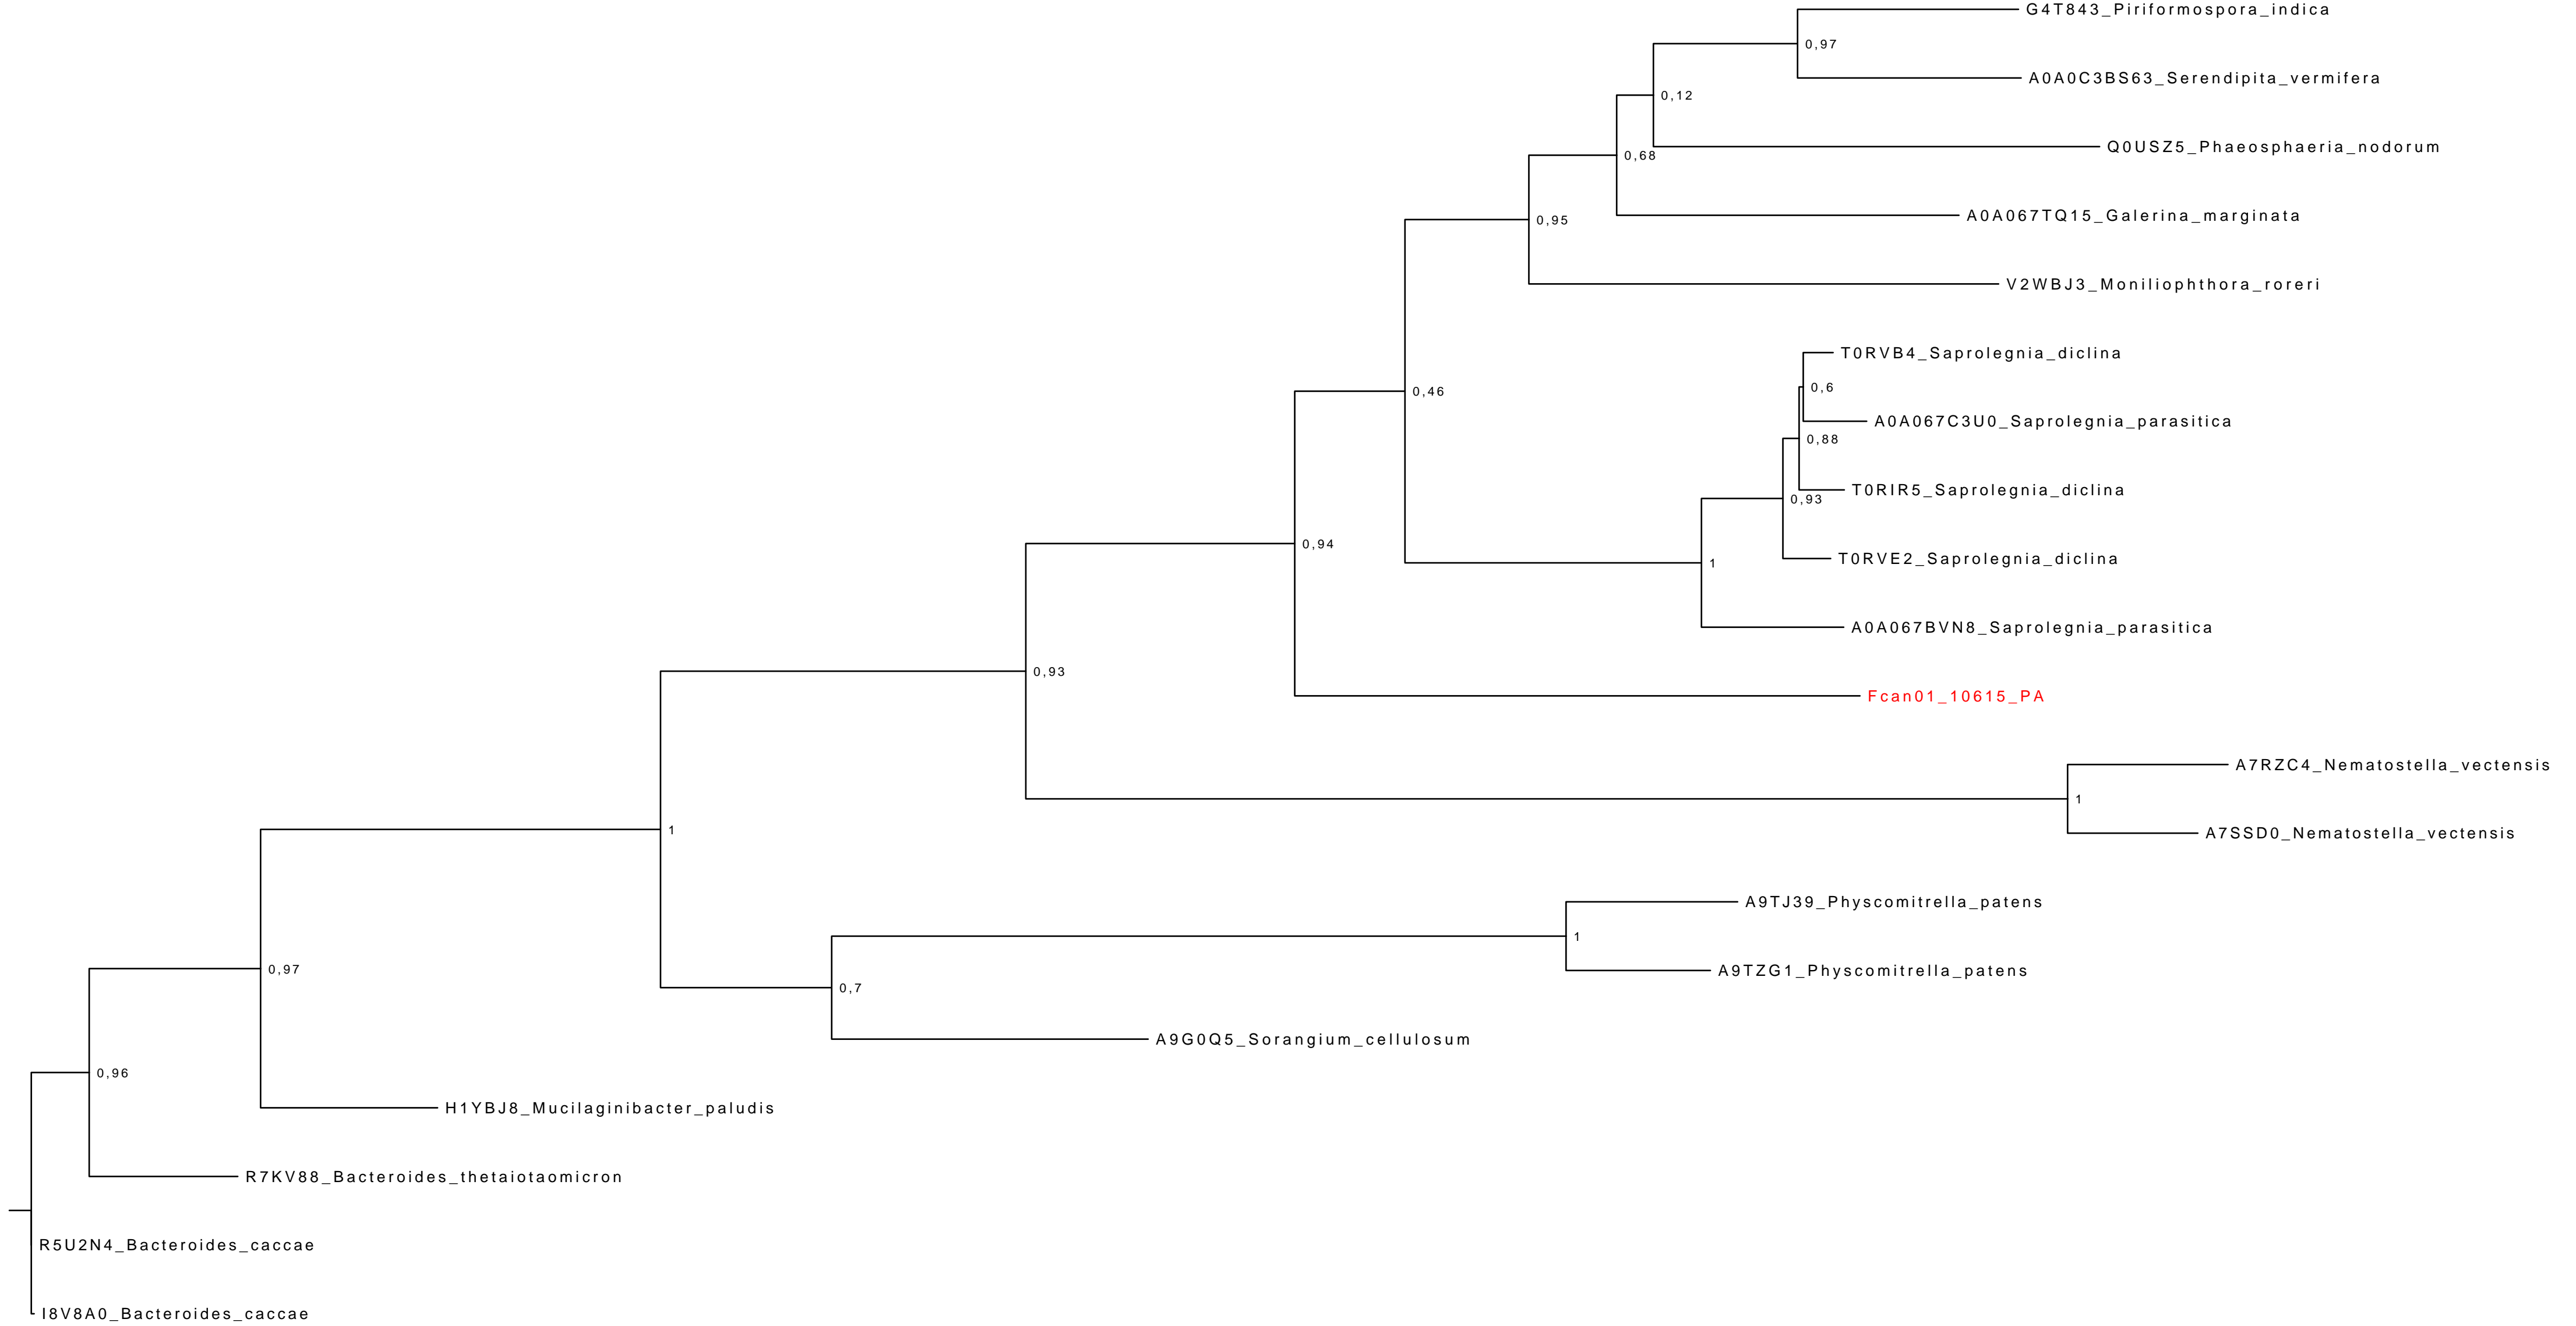 G4T843_Piriformospora_indica
0,97
A0A0C3BS63_Serendipita_vermifera
0,12
Q0USZ5_Phaeosphaeria_nodorum
0,68
A0A067TQ15_Galerina_marginata
0,95
V2WBJ3_Moniliophthora_roreri
T0RVB4_Saprolegnia_diclina
0,6
0,46
A0A067C3U0_Saprolegnia_parasitica
0,88
T0RIR5_Saprolegnia_diclina
0,93
0,94
T0RVE2_Saprolegnia_diclina
1
A0A067BVN8_Saprolegnia_parasitica
0,93
Fcan01_10615_PA
A7RZC4_Nematostella_vectensis
1
1
A7SSD0_Nematostella_vectensis
A9TJ39_Physcomitrella_patens
1
0,97
A9TZG1_Physcomitrella_patens
0,7
A9G0Q5_Sorangium_cellulosum
0,96
H1YBJ8_Mucilaginibacter_paludis
R7KV88_Bacteroides_thetaiotaomicron
R5U2N4_Bacteroides_caccae
I8V8A0_Bacteroides_caccae